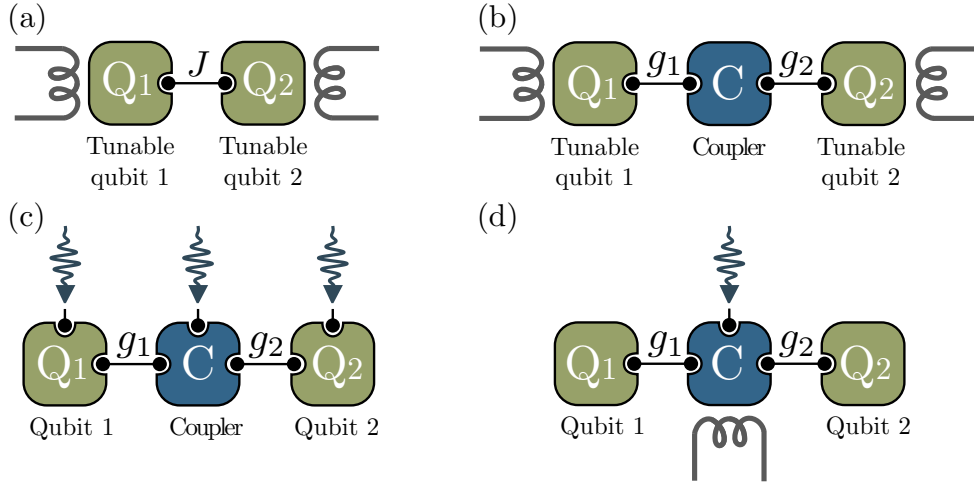 (a)
Q1 J Q2
Tunable qubit 1
Tunable qubit 2
(b)
Q1 g1 C g2 Q2
Tunable qubit 1
Coupler
Tunable qubit 2
(c)
Q1 g1 C g2 Q2
Qubit 1 Coupler Qubit 2
(d)
Q1 g1 C g2 Q2
Qubit 1 Qubit 2